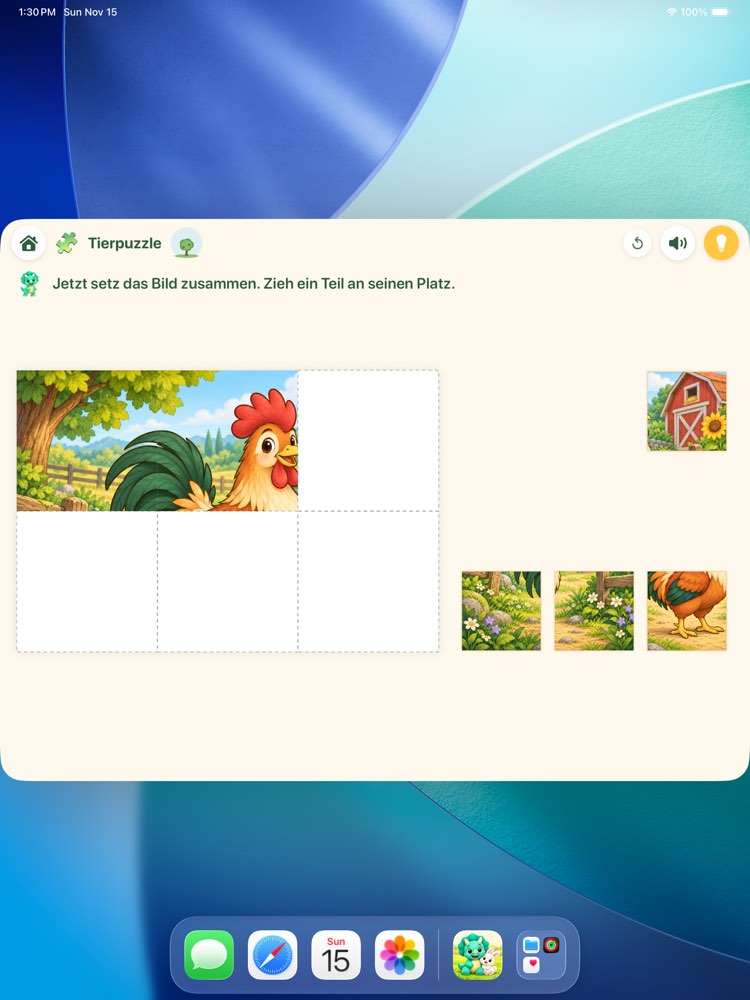 1:30 PM Sun Nov 15
100%
Tierpuzzle
Jetzt setz das Bild zusammen. Zieh ein Teil an seinen Platz.
Sun
15